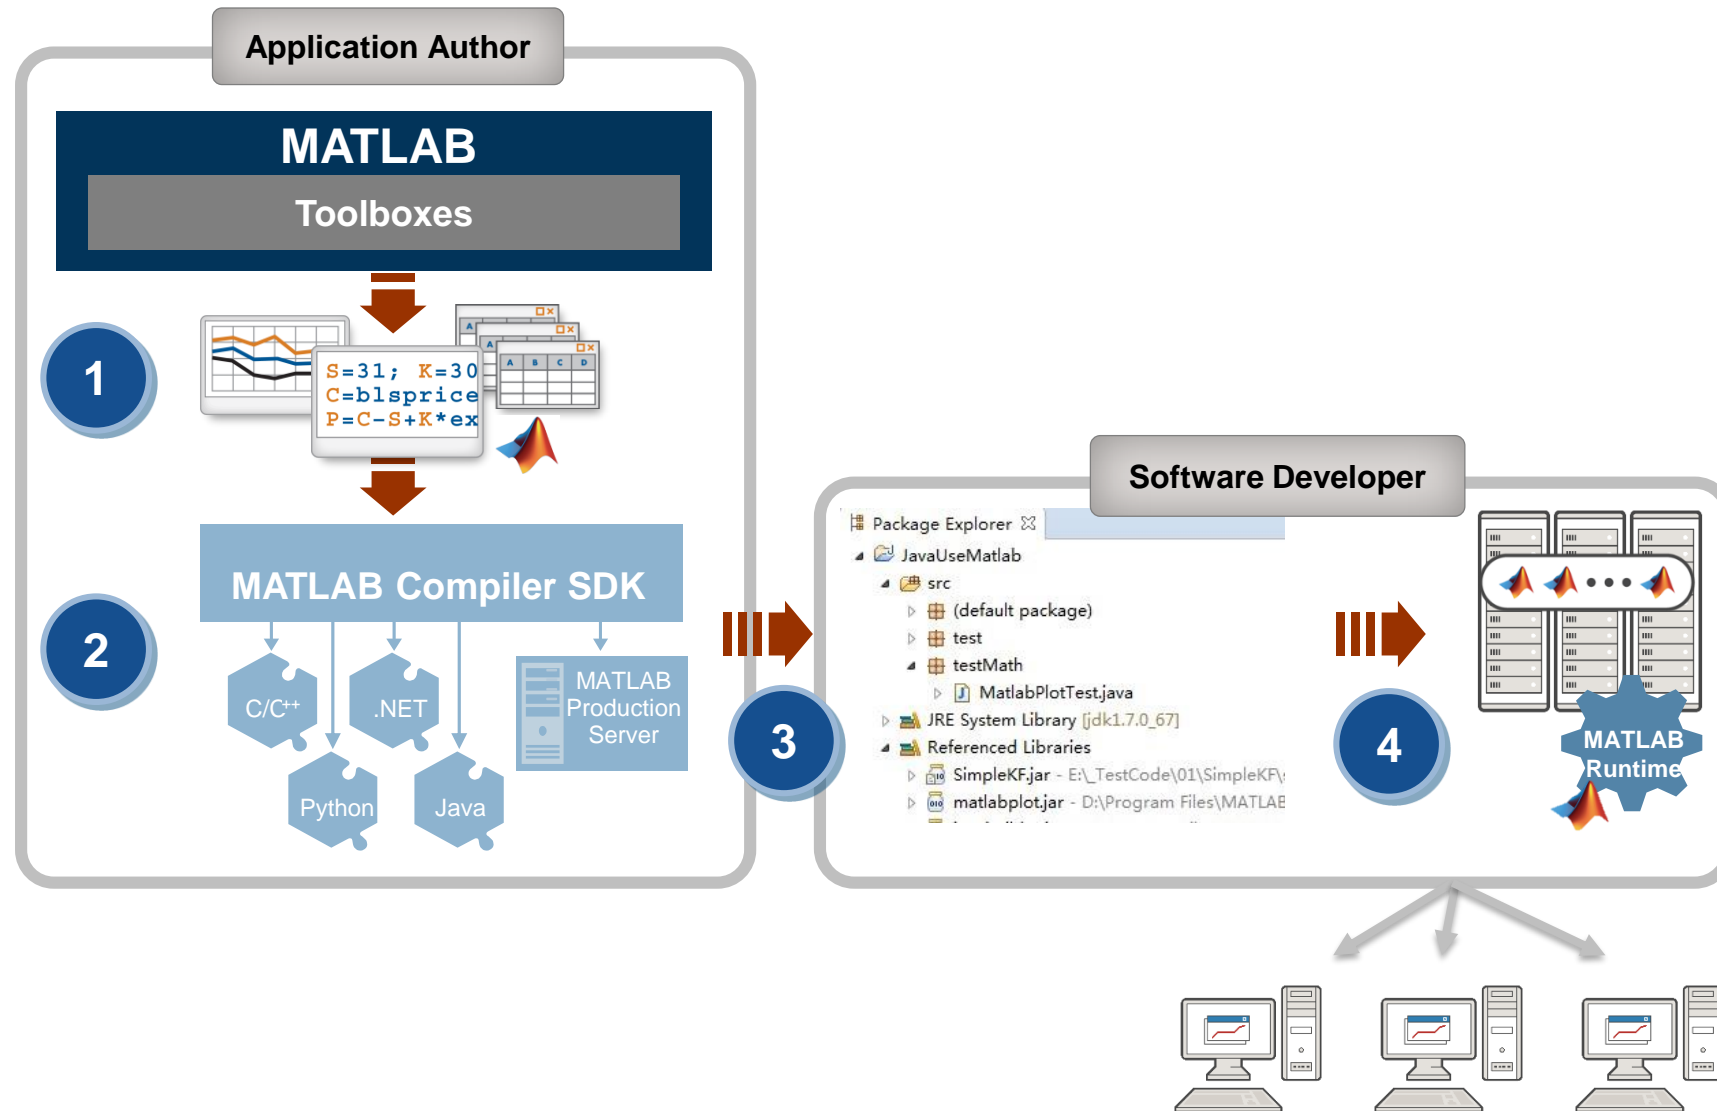 Application Author
MATLAB
Toolboxes
1
A
A
A B C D
S=31; K=30
C=blsprice
P=C-S+K*ex
MATLAB Compiler SDK
2
C/C++
.NET
Python
Java
MATLAB
Production
Server
3
Software Developer
Package Explorer
JavaUseMatlab
src
(default package)
test
testMath
MatlabPlotTest.java
JRE System Library [jdk1.7.0_67]
Referenced Libraries
SimpleKF.jar - E:\_TestCode\01\SimpleKF\
matlabplot.jar - D:\Program Files\MATLAB
4
MATLAB
Runtime